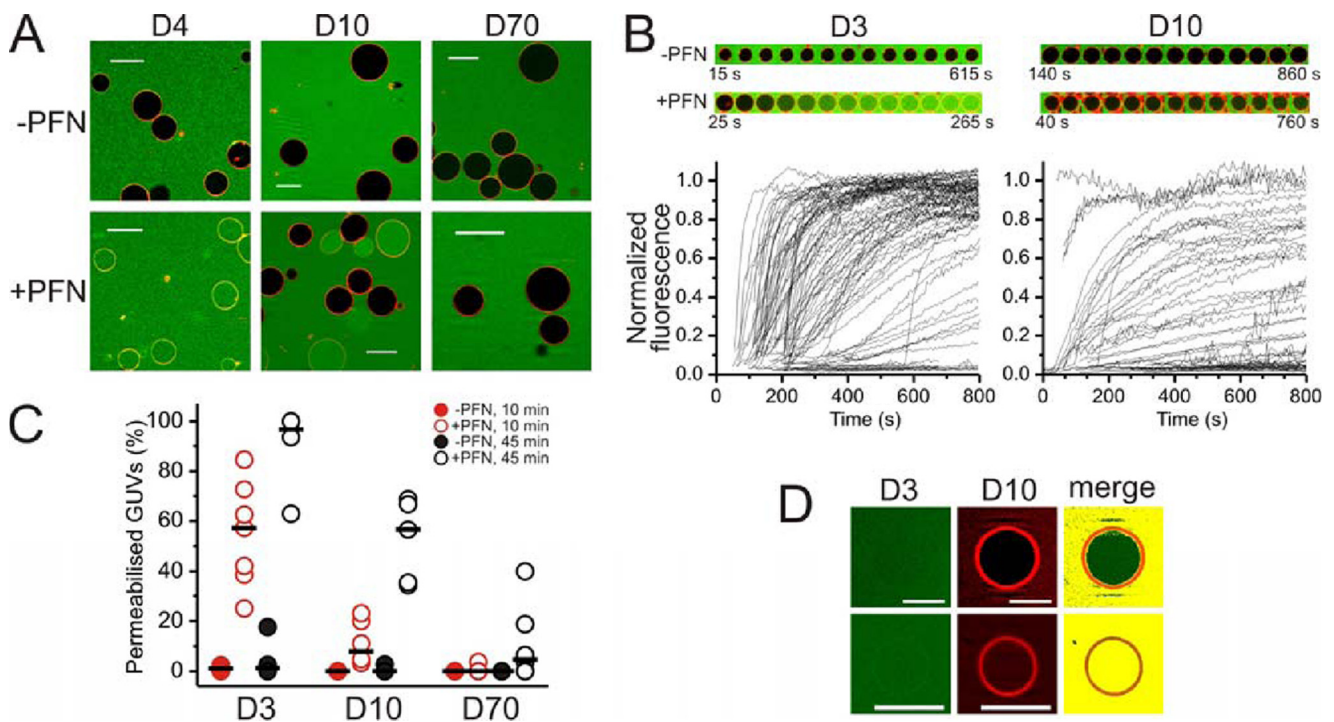 A
D4 D10 D70
-PFN
+PFN
B
D3 D10
-PFN
15 s 615 s 140 s 860 s
+PFN
25 s 265 s 40 s 760 s
Normalized
fluorescence
1.0
0.8
0.6
0.4
0.2
0.0
0 200 400 600 800
Time (s)
1.0
0.8
0.6
0.4
0.2
0.0
0 200 400 600 800
Time (s)
C
Permeabilised GUVs (%)
100
80
60
40
20
0
D3 D10 D70
-PFN, 10 min
+PFN, 10 min
-PFN, 45 min
+PFN, 45 min
D
D3 D10 merge